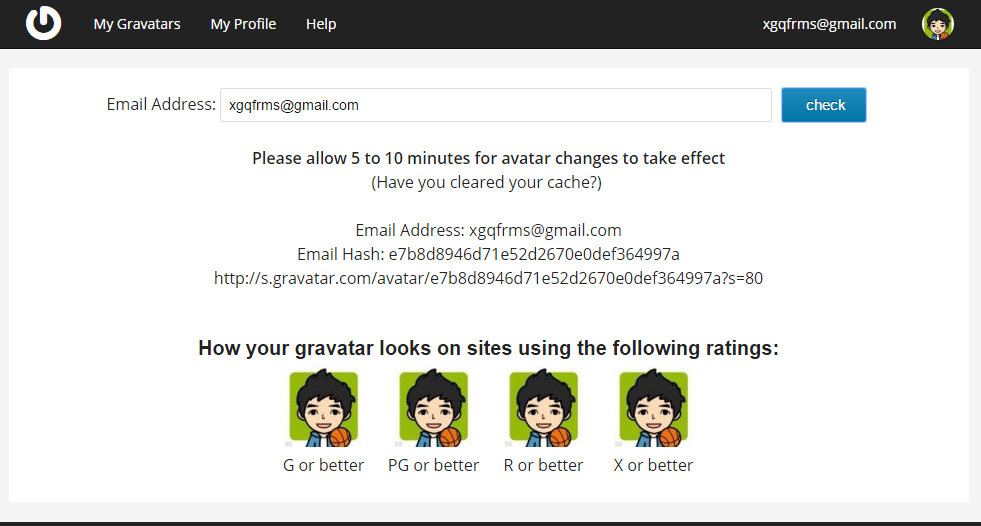 My Gravatars My Profile Help xgqfrms@gmail.com
Email Address: xgqfrms@gmail.com check
Please allow 5 to 10 minutes for avatar changes to take effect
(Have you cleared your cache?)
Email Address: xgqfrms@gmail.com
Email Hash: e7b8d8946d71e52d2670e0def364997a
http://s.gravatar.com/avatar/e7b8d8946d71e52d2670e0def364997a?s=80
How your gravatar looks on sites using the following ratings:
G or better PG or better R or better X or better